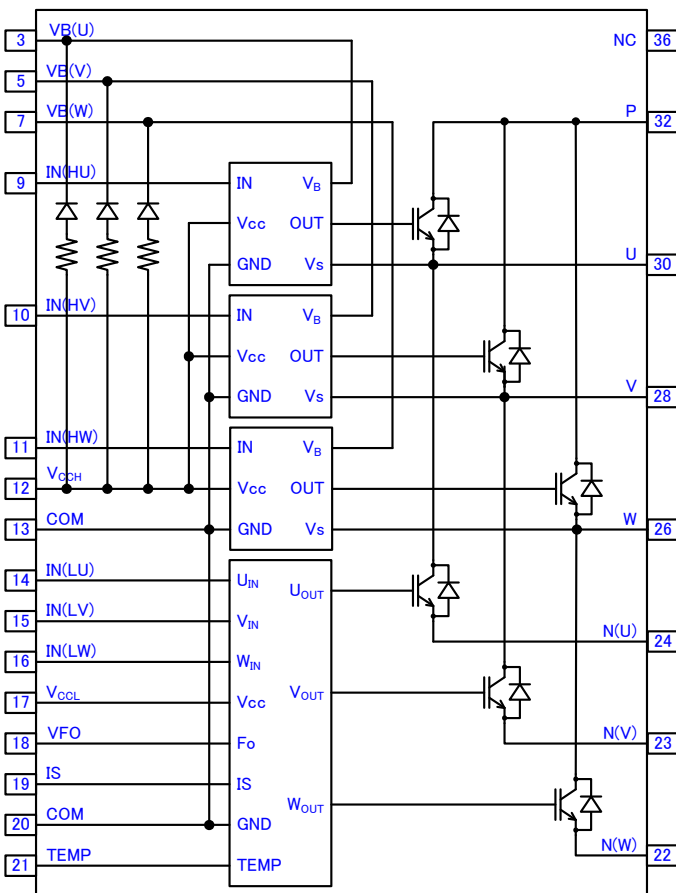 3 VB(U)
5 VB(V)
7 VB(W)
9 IN(HU)
10 IN(HV)
11 IN(HW)
12 VCCH
13 COM
14 IN(LU)
15 IN(LV)
16 IN(LW)
17 VCCL
18 VFO
19 IS
20 COM
21 TEMP
IN VB
Vcc OUT
GND Vs
IN VB
Vcc OUT
GND Vs
IN VB
Vcc OUT
GND Vs
UIN UOUT
VIN
WIN
Vcc VOUT
Fo
IS
WOUT
GND
TEMP
NC 36
P 32
U 30
V 28
W 26
N(U) 24
N(V) 23
N(W) 22